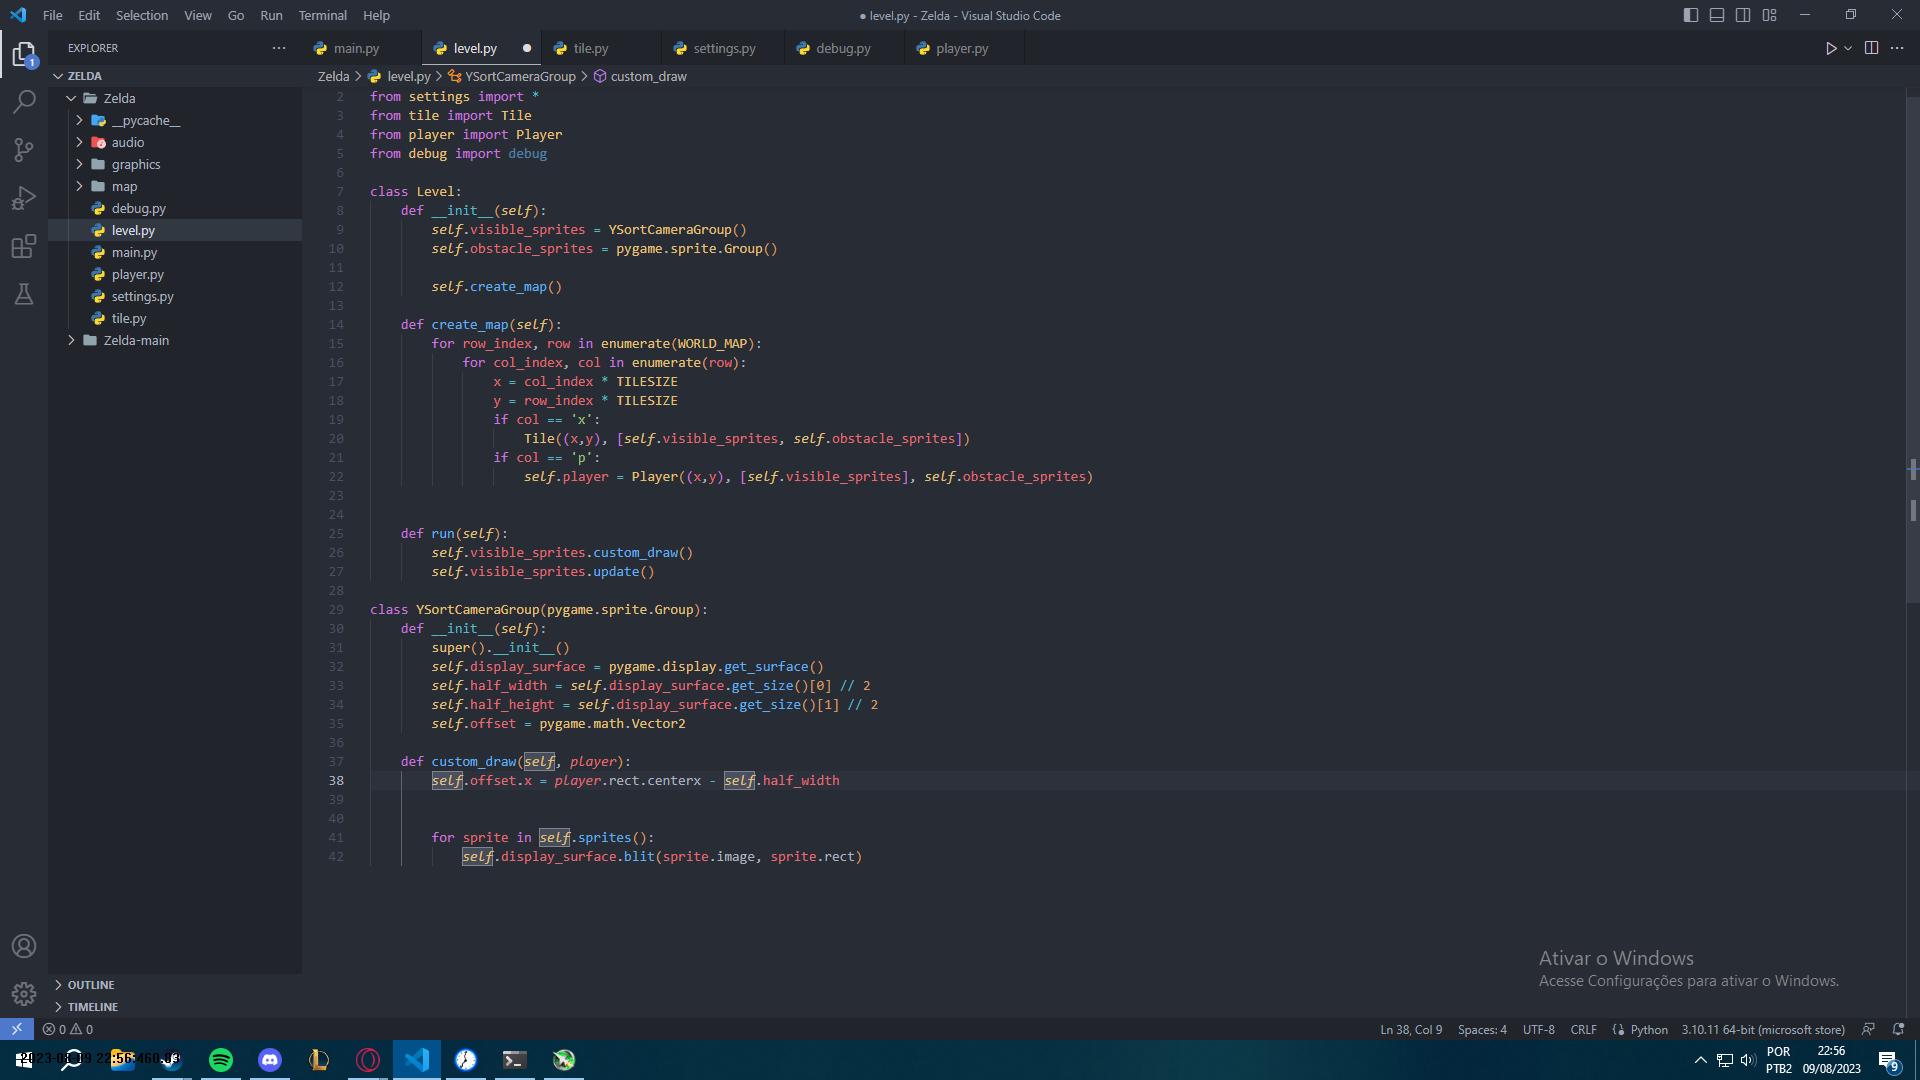 File Edit Selection View Go Run Terminal Help
● level.py - Zelda - Visual Studio Code
EXPLORER
main.py
level.py
tile.py
settings.py
debug.py
player.py
ZELDA
Zelda > level.py > YSortCameraGroup > custom_draw
Zelda
__pycache__
audio
graphics
map
debug.py
level.py
main.py
player.py
settings.py
tile.py
Zelda-main
OUTLINE
TIMELINE
2 from settings import *
3 from tile import Tile
4 from player import Player
5 from debug import debug
6
7 class Level:
8     def __init__(self):
9         self.visible_sprites = YSortCameraGroup()
10         self.obstacle_sprites = pygame.sprite.Group()
11
12         self.create_map()
13
14     def create_map(self):
15         for row_index, row in enumerate(WORLD_MAP):
16             for col_index, col in enumerate(row):
17                 x = col_index * TILESIZE
18                 y = row_index * TILESIZE
19                 if col == 'x':
20                     Tile((x,y), [self.visible_sprites, self.obstacle_sprites])
21                 if col == 'p':
22                     self.player = Player((x,y), [self.visible_sprites], self.obstacle_sprites)
23
24
25     def run(self):
26         self.visible_sprites.custom_draw()
27         self.visible_sprites.update()
28
29 class YSortCameraGroup(pygame.sprite.Group):
30     def __init__(self):
31         super().__init__()
32         self.display_surface = pygame.display.get_surface()
33         self.half_width = self.display_surface.get_size()[0] // 2
34         self.half_height = self.display_surface.get_size()[1] // 2
35         self.offset = pygame.math.Vector2
36
37     def custom_draw(self, player):
38         self.offset.x = player.rect.centerx - self.half_width
39
40
41         for sprite in self.sprites():
42             self.display_surface.blit(sprite.image, sprite.rect)
Ativar o Windows
Acesse Configurações para ativar o Windows.
0 0
Ln 38, Col 9 Spaces: 4 UTF-8 CRLF Python 3.10.11 64-bit (microsoft store)
1
POR
PTB2
22:56
09/08/2023
9